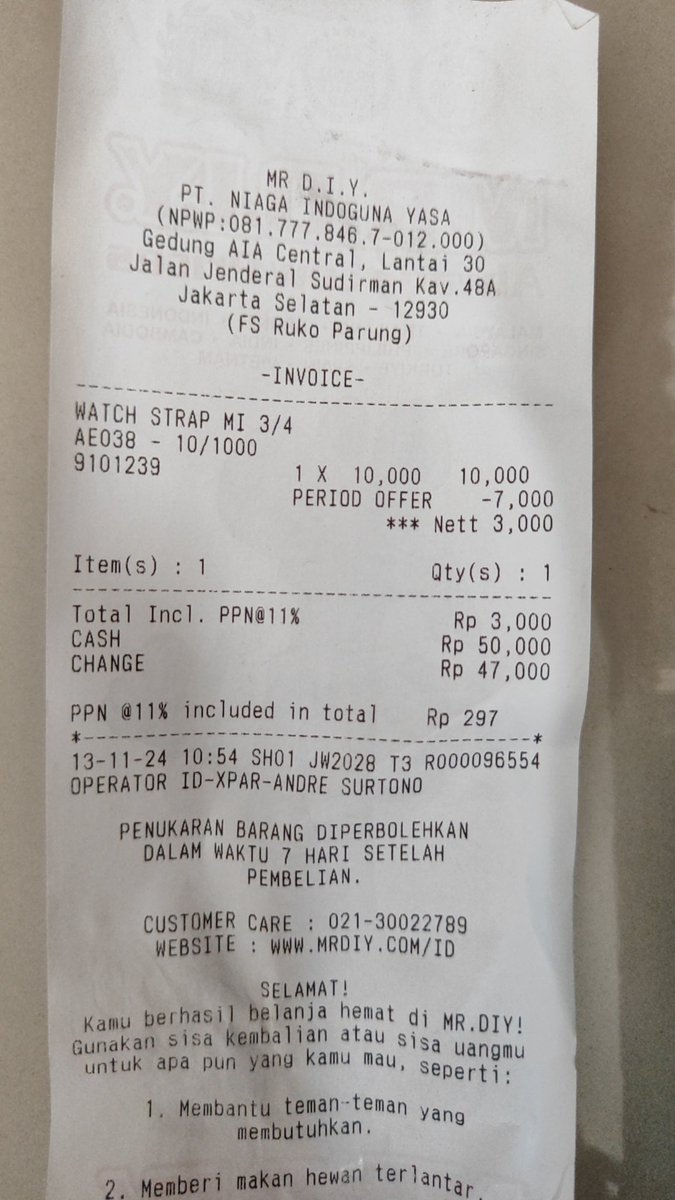 MR D.I.Y.
PT. NIAGA INDOGUNA YASA
(NPWP:081.777.846.7-012.000)
Gedung AIA Central, Lantai 30
Jalan Jenderal Sudirman Kav.48A
Jakarta Selatan - 12930
(FS Ruko Parung)
-INVOICE-
WATCH STRAP MI 3/4
AE038 - 10/1000
9101239 1 X 10,000 10,000
PERIOD OFFER -7,000
*** Nett 3,000
Item(s) : 1 Qty(s) : 1
Total Incl. PPN@11% Rp 3,000
CASH Rp 50,000
CHANGE Rp 47,000
PPN @11% included in total Rp 297
*--------------------------------------*
13-11-24 10:54 SH01 JW2028 T3 R000096554
OPERATOR ID-XPAR-ANDRE SURTONO
PENUKARAN BARANG DIPERBOLEHKAN
DALAM WAKTU 7 HARI SETELAH
PEMBELIAN.
CUSTOMER CARE : 021-30022789
WEBSITE : WWW.MRDIY.COM/ID
SELAMAT!
Kamu berhasil belanja hemat di MR.DIY!
Gunakan sisa kembalian atau sisa uangmu
untuk apa pun yang kamu mau, seperti:
1. Membantu teman-teman yang
membutuhkan.
2. Memberi makan hewan terlantar.